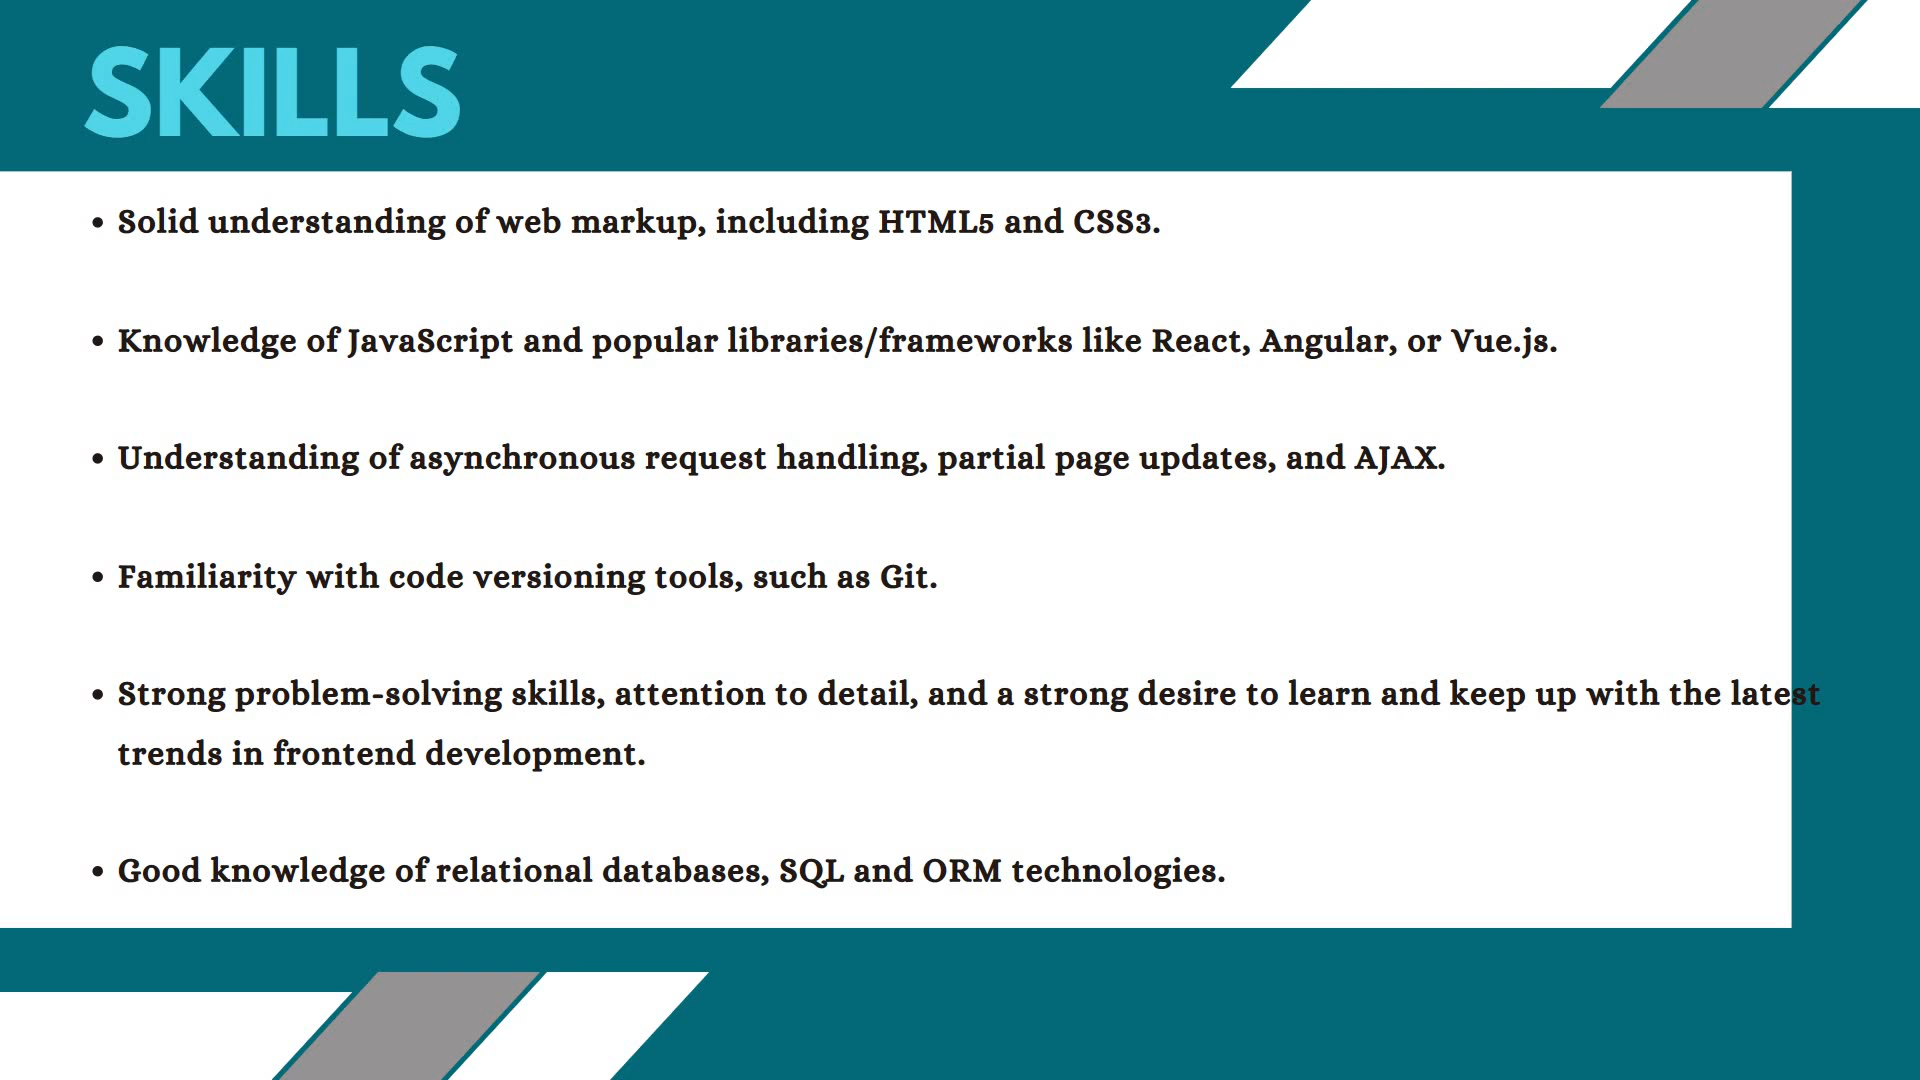 SKILLS
• Solid understanding of web markup, including HTML5 and CSS3.
• Knowledge of JavaScript and popular libraries/frameworks like React, Angular, or Vue.js.
• Understanding of asynchronous request handling, partial page updates, and AJAX.
• Familiarity with code versioning tools, such as Git.
• Strong problem-solving skills, attention to detail, and a strong desire to learn and keep up with the latest
trends in frontend development.
• Good knowledge of relational databases, SQL and ORM technologies.